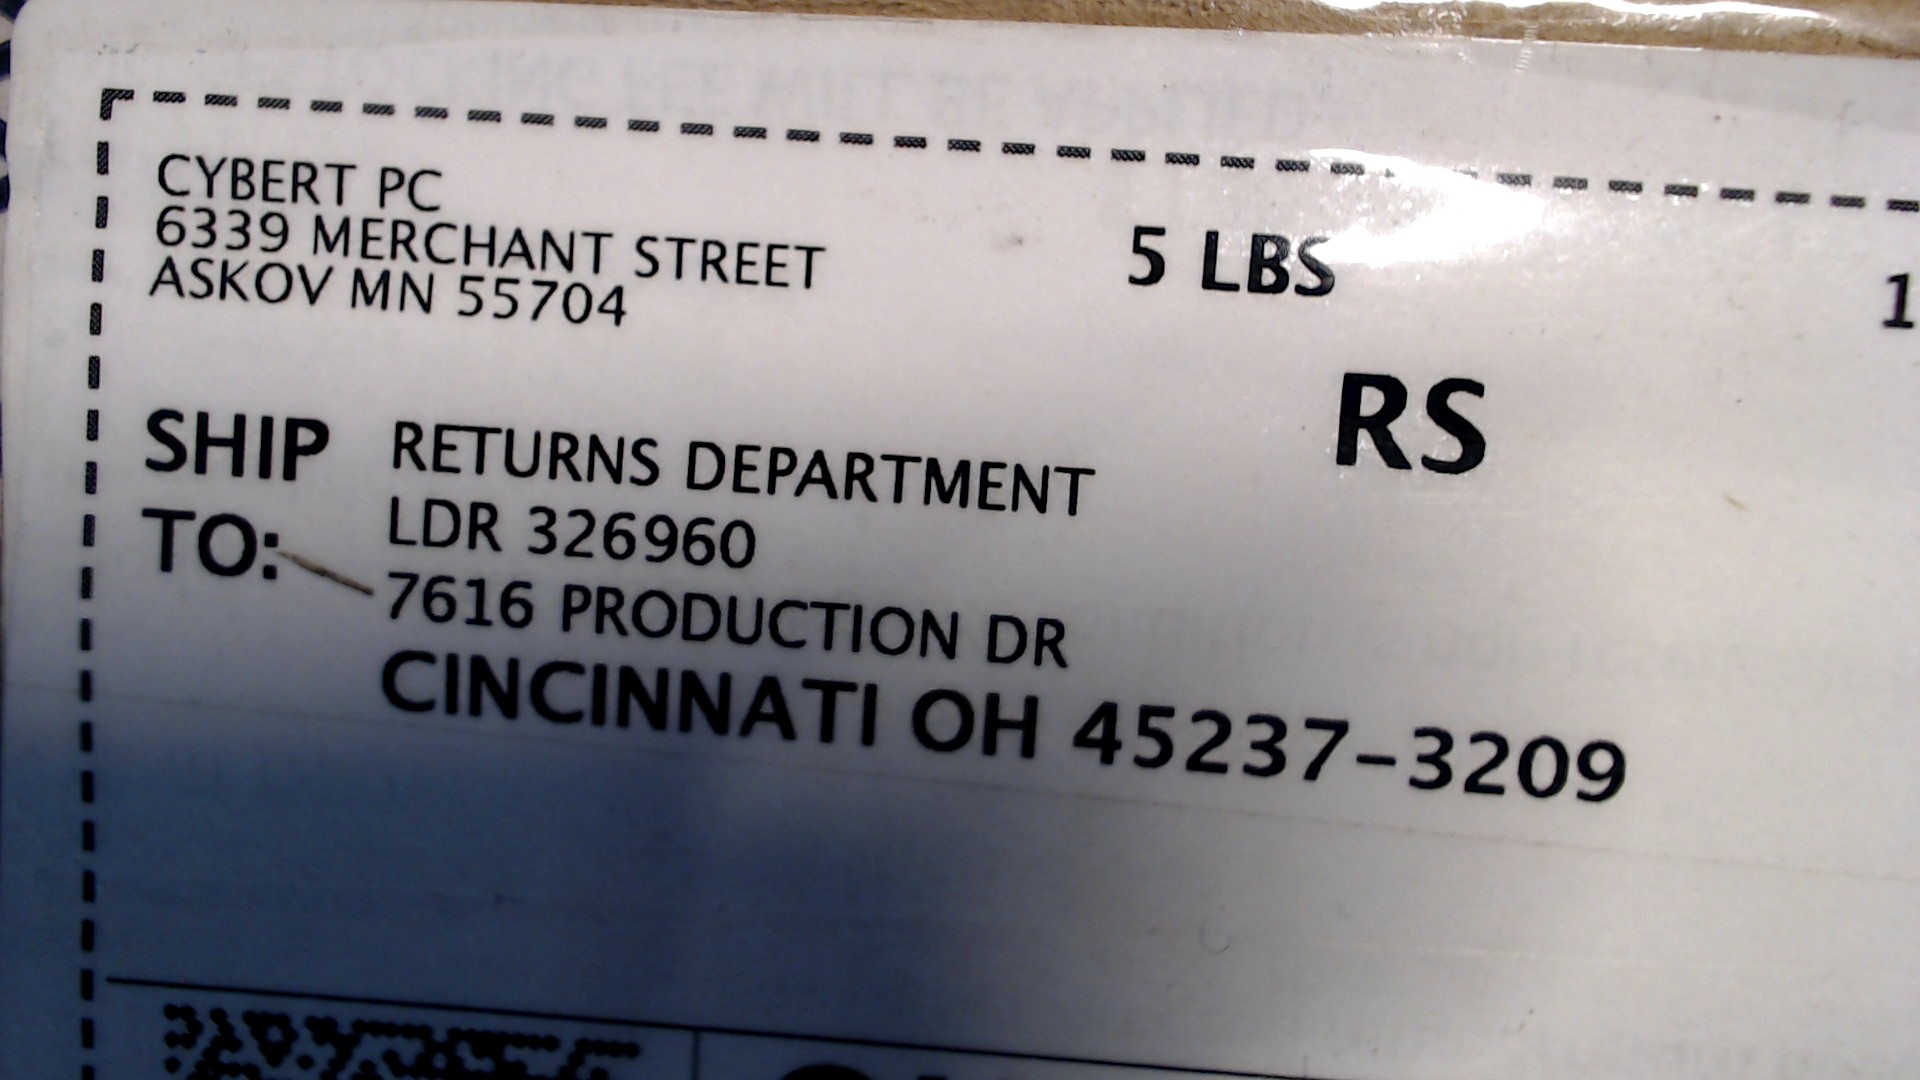 CYBERT PC
6339 MERCHANT STREET
ASKOV MN 55704
5 LBS
1
RS
SHIP TO:
RETURNS DEPARTMENT
LDR 326960
7616 PRODUCTION DR
CINCINNATI OH 45237-3209